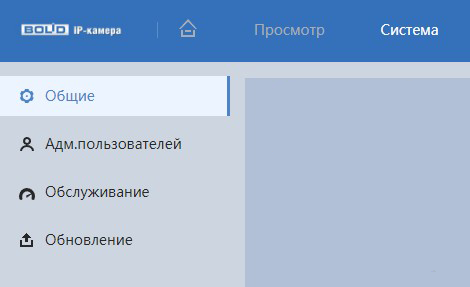 BOLID IP-камера
Просмотр
Система
Общие
Адм.пользователей
Обслуживание
Обновление